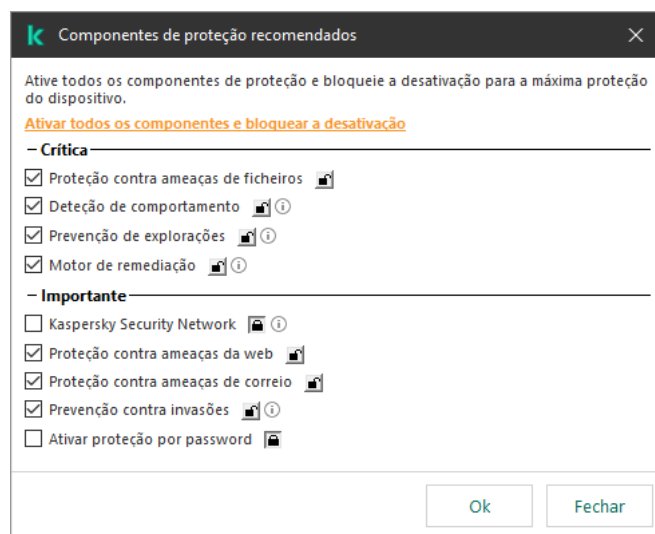 Componentes de proteção recomendados
Ative todos os componentes de proteção e bloqueie a desativação para a máxima proteção
do dispositivo.
Ativar todos os componentes e bloquear a desativação
Crítica
Proteção contra ameaças de ficheiros
Deteção de comportamento
Prevenção de explorações
Motor de remediação
Importante
Kaspersky Security Network
Proteção contra ameaças da web
Proteção contra ameaças de correio
Prevenção contra invasões
Ativar proteção por password
Ok Fechar